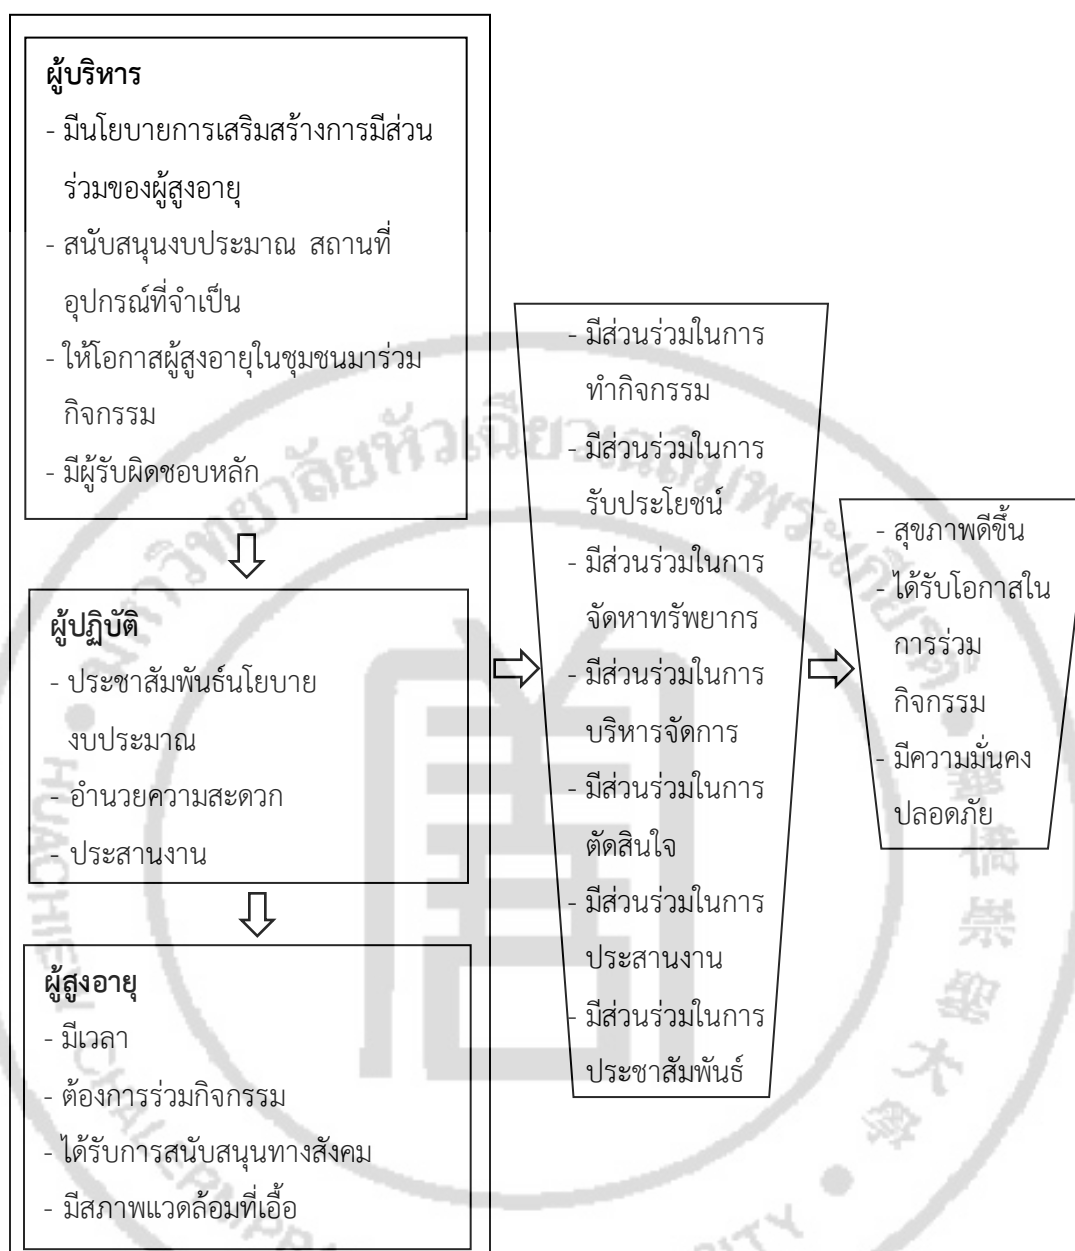 ผู้บริหาร
- มีนโยบายการเสริมสร้างการมีส่วน
ร่วมของผู้สูงอายุ
- สนับสนุนงบประมาณ สถานที่
อุปกรณ์ที่จำเป็น
- ให้โอกาสผู้สูงอายุในชุมชนมาร่วม
กิจกรรม
- มีผู้รับผิดชอบหลัก
ผู้ปฏิบัติ
- ประชาสัมพันธ์นโยบาย
งบประมาณ
- อำนวยความสะดวก
- ประสานงาน
ผู้สูงอายุ
- มีเวลา
- ต้องการร่วมกิจกรรม
- ได้รับการสนับสนุนทางสังคม
- มีสภาพแวดล้อมที่เอื้อ
- มีส่วนร่วมในการ
ทำกิจกรรม
- มีส่วนร่วมในการ
รับประโยชน์
- มีส่วนร่วมในการ
จัดหาทรัพยากร
- มีส่วนร่วมในการ
บริหารจัดการ
- มีส่วนร่วมในการ
ตัดสินใจ
- มีส่วนร่วมในการ
ประสานงาน
- มีส่วนร่วมในการ
ประชาสัมพันธ์
- สุขภาพดีขึ้น
- ได้รับโอกาสใน
การร่วม
กิจกรรม
- มีความมั่นคง
ปลอดภัย